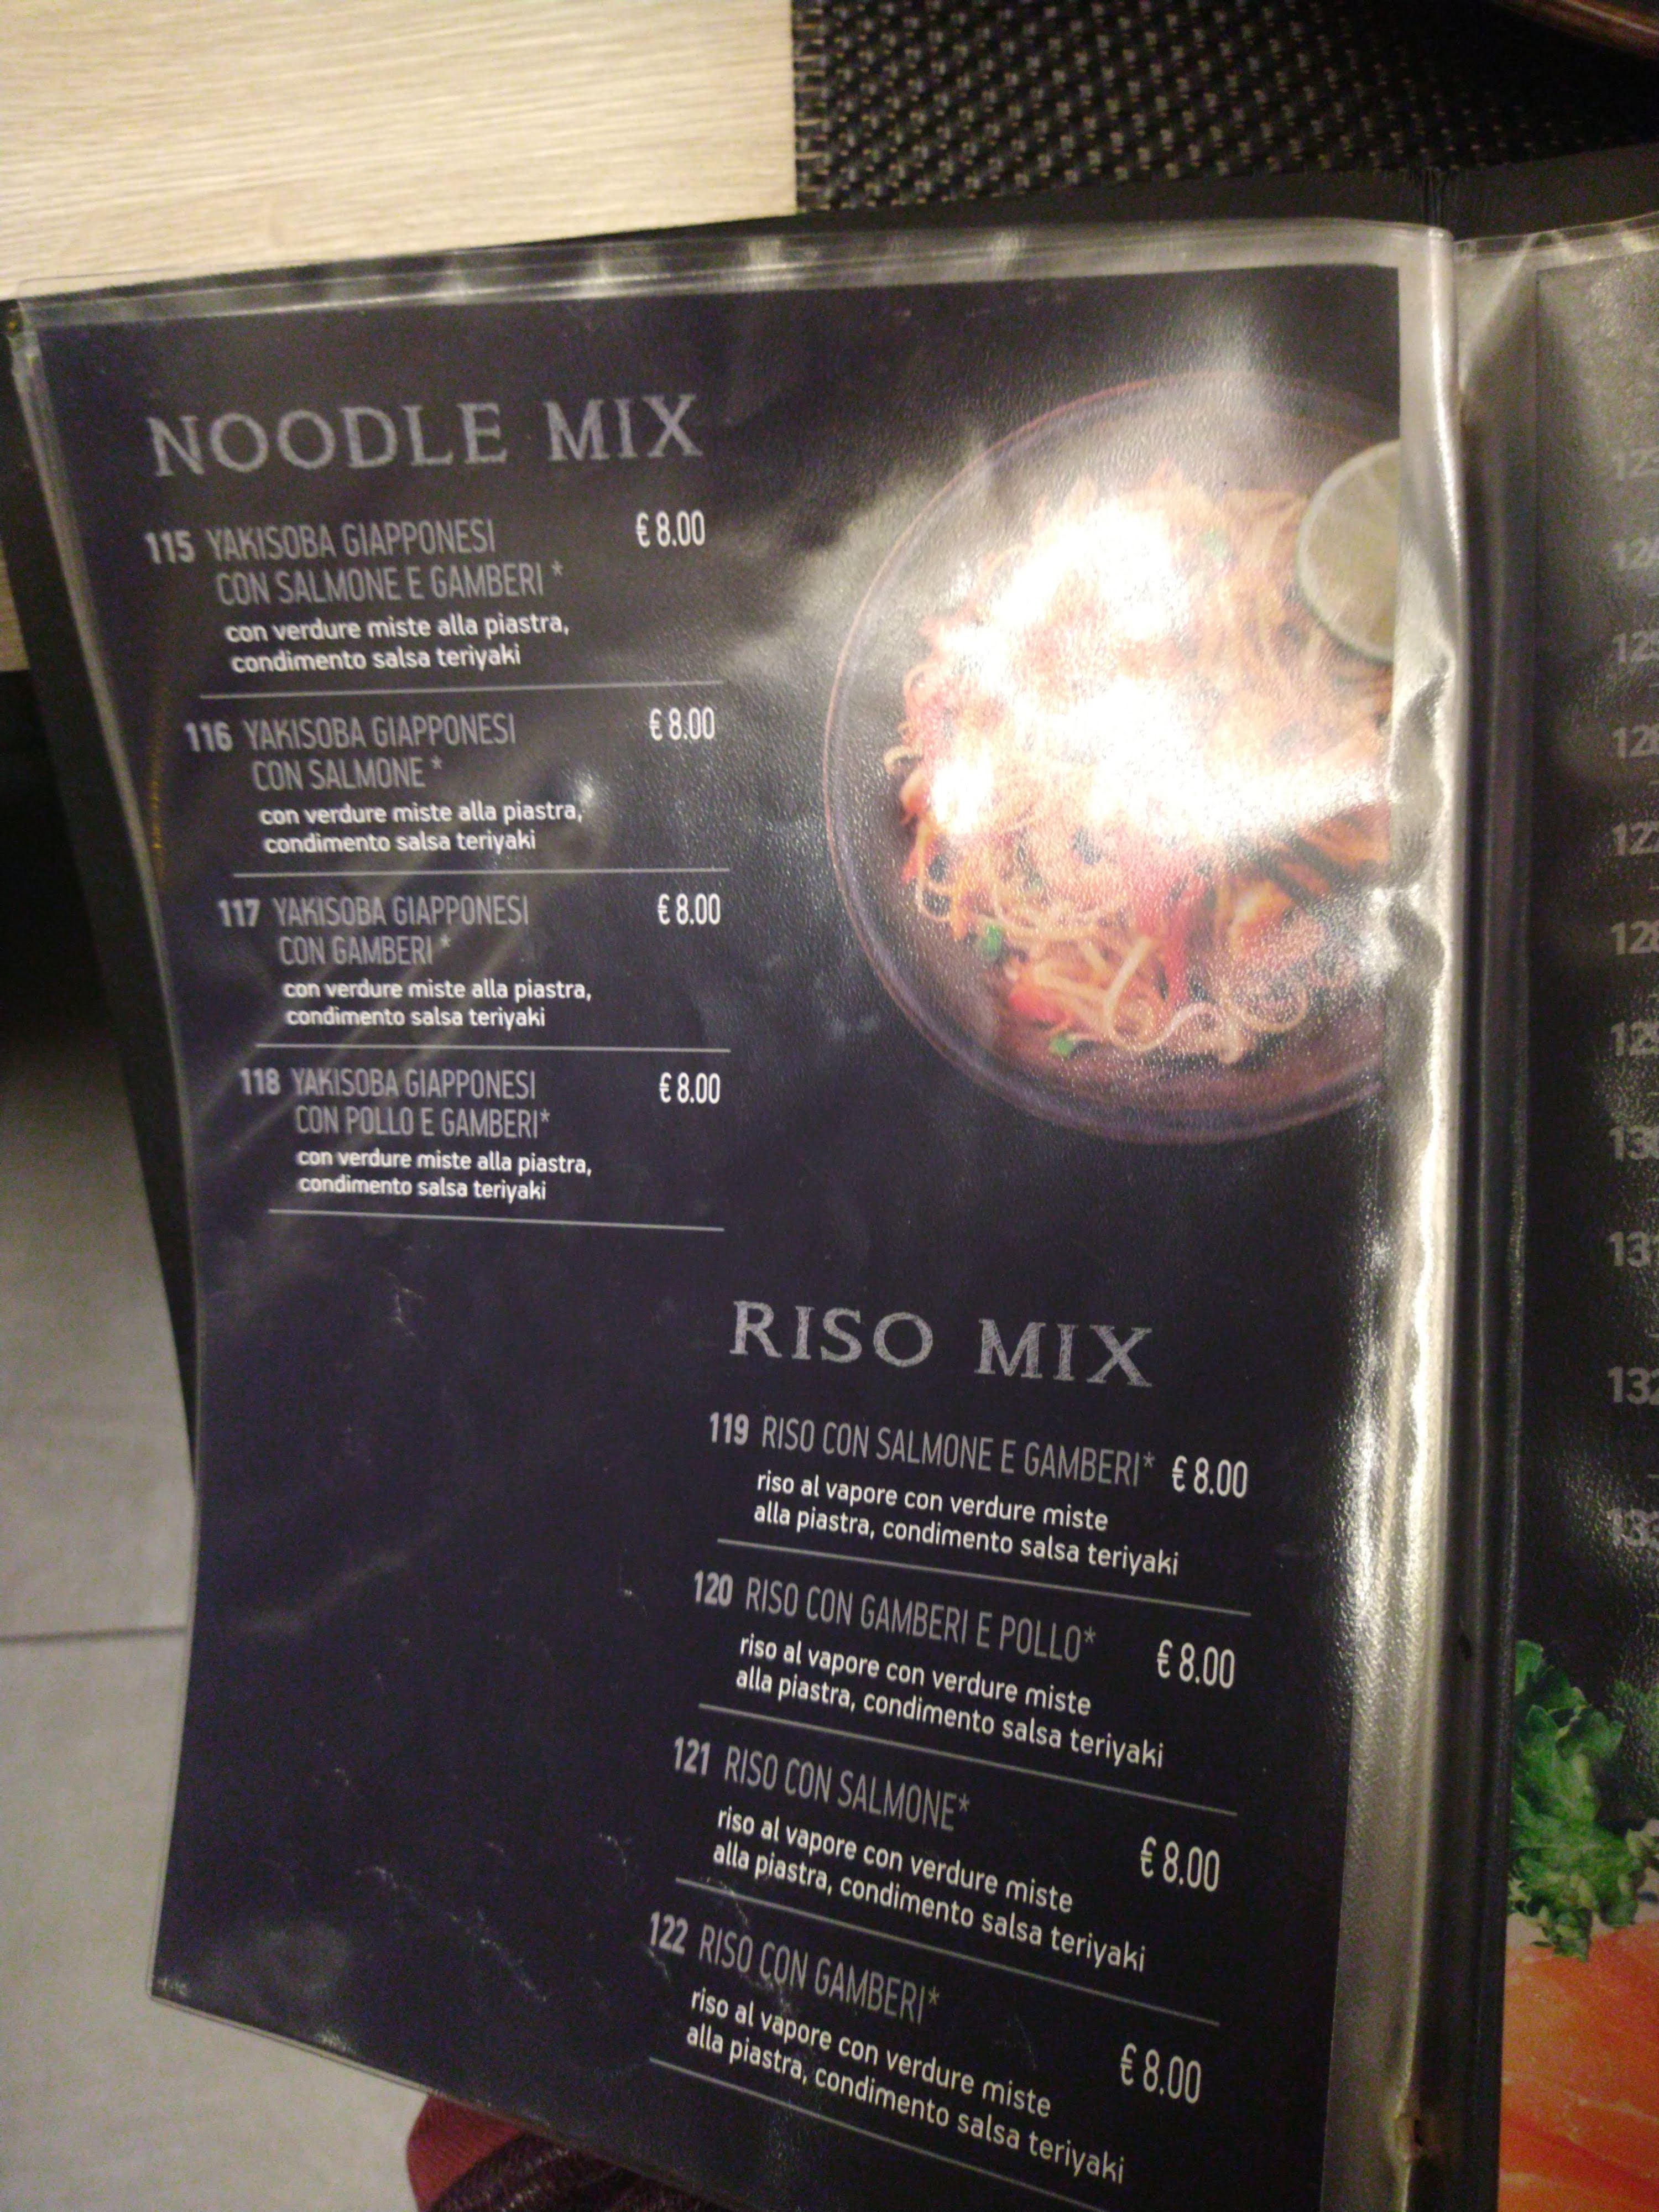 NOODLE MIX
115 YAKISOBA GIAPPONESI € 8.00
CON SALMONE E GAMBERI *
con verdure miste alla piastra,
condimento salsa teriyaki
116 YAKISOBA GIAPPONESI € 8.00
CON SALMONE *
con verdure miste alla piastra,
condimento salsa teriyaki
117 YAKISOBA GIAPPONESI € 8.00
CON GAMBERI *
con verdure miste alla piastra,
condimento salsa teriyaki
118 YAKISOBA GIAPPONESI € 8.00
CON POLLO E GAMBERI*
con verdure miste alla piastra,
condimento salsa teriyaki
RISO MIX
119 RISO CON SALMONE E GAMBERI* € 8.00
riso al vapore con verdure miste
alla piastra, condimento salsa teriyaki
120 RISO CON GAMBERI E POLLO* € 8.00
riso al vapore con verdure miste
alla piastra, condimento salsa teriyaki
121 RISO CON SALMONE* € 8.00
riso al vapore con verdure miste
alla piastra, condimento salsa teriyaki
122 RISO CON GAMBERI* € 8.00
riso al vapore con verdure miste
alla piastra, condimento salsa teriyaki